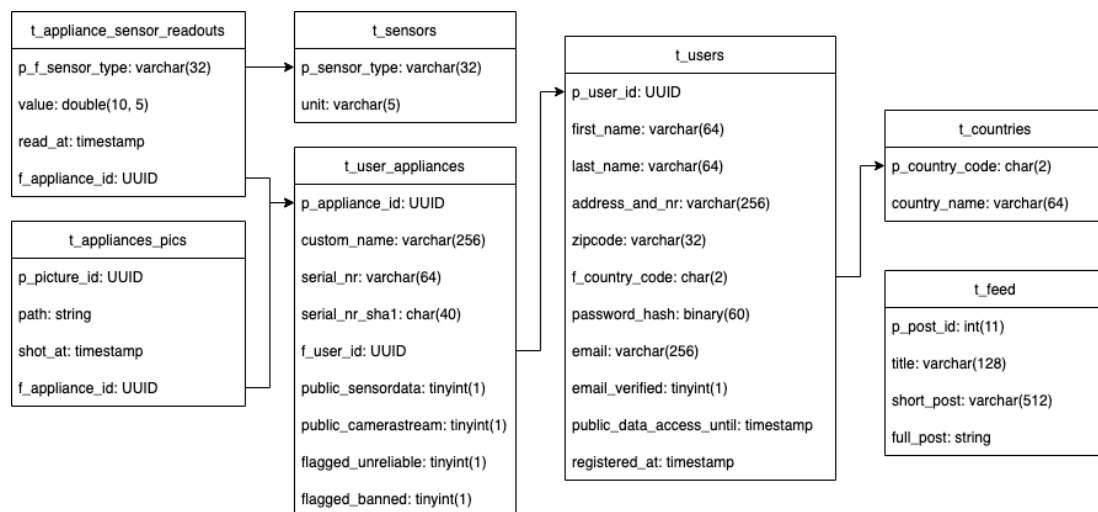 t_appliance_sensor_readouts
p_f_sensor_type: varchar(32)
value: double(10, 5)
read_at: timestamp
f_appliance_id: UUID
t_appliances_pics
p_picture_id: UUID
path: string
shot_at: timestamp
f_appliance_id: UUID
t_sensors
p_sensor_type: varchar(32)
unit: varchar(5)
t_user_appliances
p_appliance_id: UUID
custom_name: varchar(256)
serial_nr: varchar(64)
serial_nr_sha1: char(40)
f_user_id: UUID
public_sensordata: tinyint(1)
public_camerastream: tinyint(1)
flagged_unreliable: tinyint(1)
flagged_banned: tinyint(1)
t_users
p_user_id: UUID
first_name: varchar(64)
last_name: varchar(64)
address_and_nr: varchar(256)
zipcode: varchar(32)
f_country_code: char(2)
password_hash: binary(60)
email: varchar(256)
email_verified: tinyint(1)
public_data_access_until: timestamp
registered_at: timestamp
t_countries
p_country_code: char(2)
country_name: varchar(64)
t_feed
p_post_id: int(11)
title: varchar(128)
short_post: varchar(512)
full_post: string